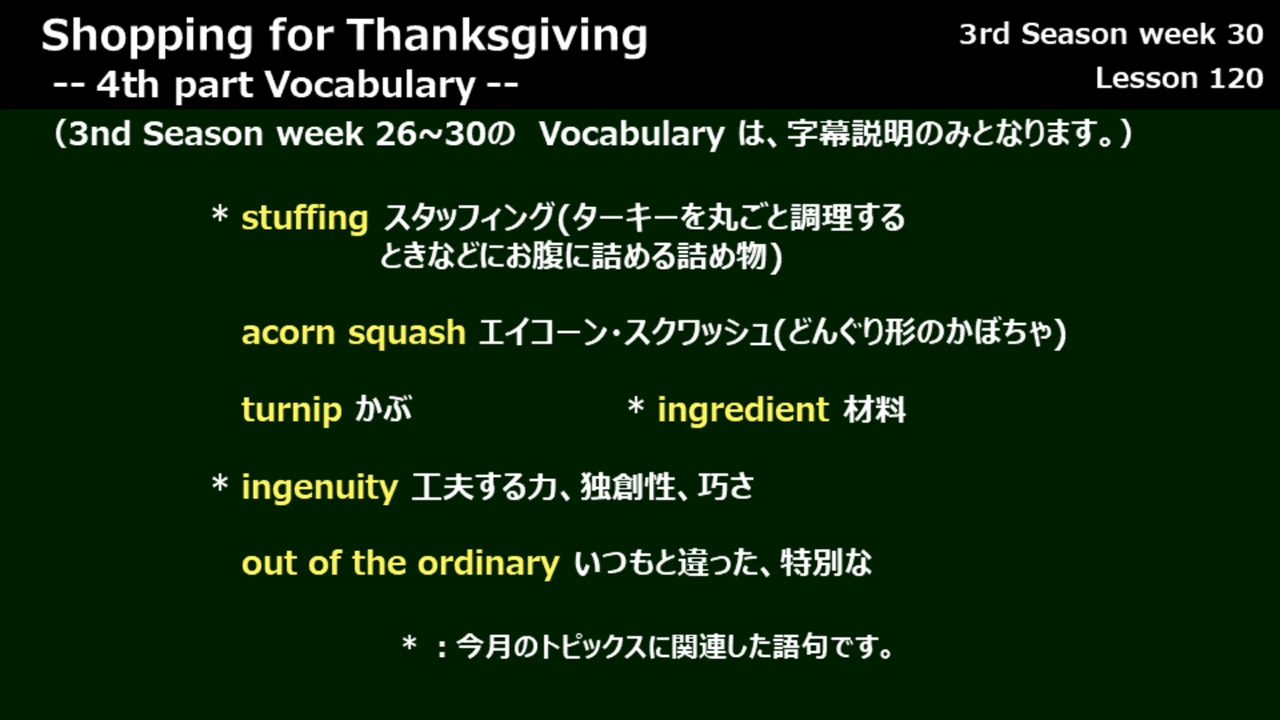 Shopping for Thanksgiving
3rd Season week 30
-- 4th part Vocabulary --
Lesson 120
（3nd Season week 26~30の Vocabulary は、字幕説明のみとなります。）
* stuffing スタッフィング(ターキーを丸ごと調理する
ときなどにお腹に詰める詰め物)
acorn squash エイコーン・スクワッシュ(どんぐり形のかぼちゃ)
turnip かぶ * ingredient 材料
* ingenuity 工夫する力、独創性、巧さ
out of the ordinary いつもと違った、特別な
* ：今月のトピックスに関連した語句です。